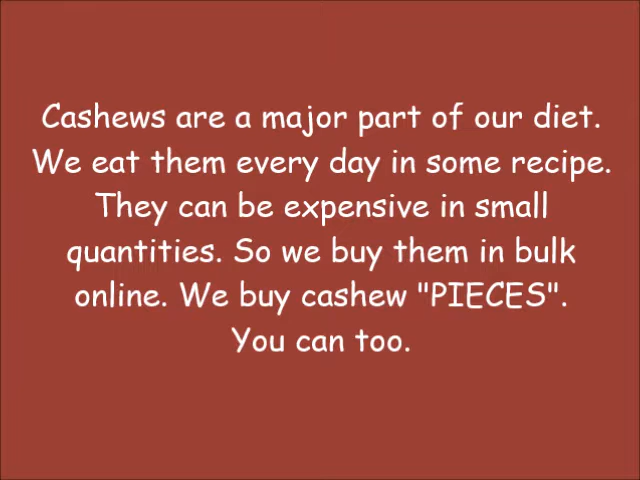 Cashews are a major part of our diet.
We eat them every day in some recipe.
They can be expensive in small
quantities. So we buy them in bulk
online. We buy cashew "PIECES".
You can too.